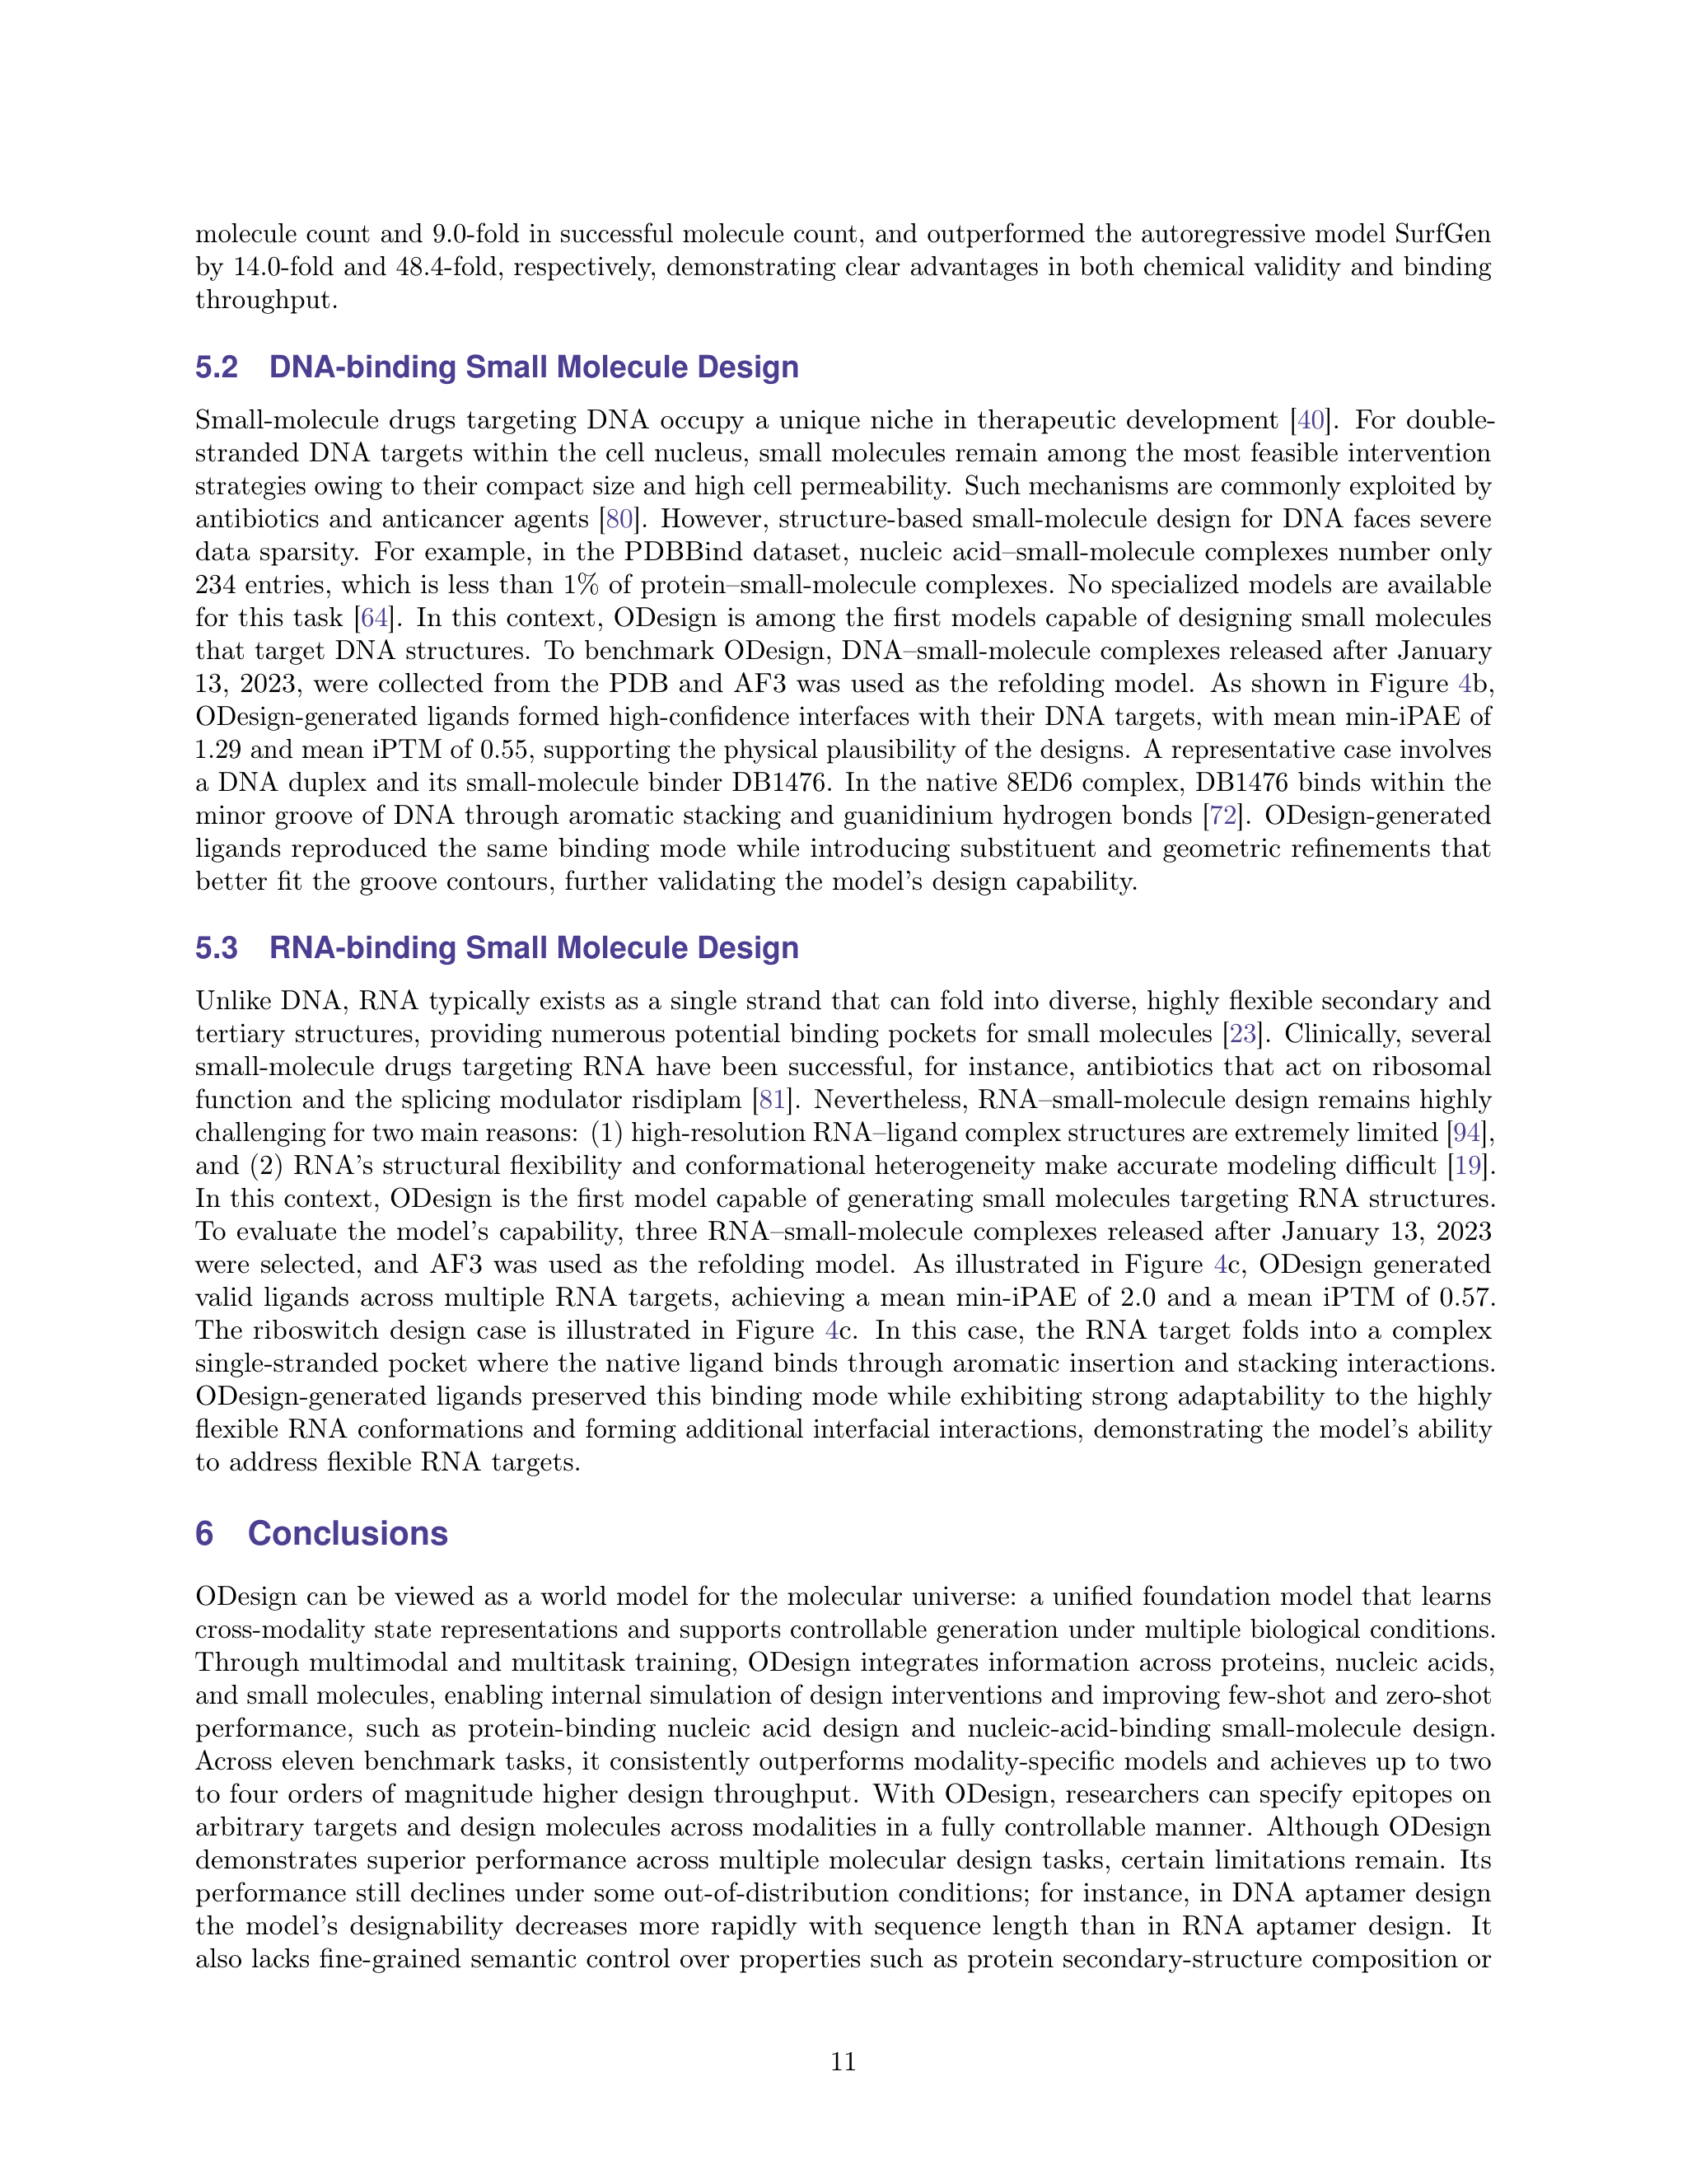 molecule count and 9.0-fold in successful molecule count, and outperformed the autoregressive model SurfGen
by 14.0-fold and 48.4-fold, respectively, demonstrating clear advantages in both chemical validity and binding
throughput.
5.2 DNA-binding Small Molecule Design
Small-molecule drugs targeting DNA occupy a unique niche in therapeutic development [40]. For double-
stranded DNA targets within the cell nucleus, small molecules remain among the most feasible intervention
strategies owing to their compact size and high cell permeability. Such mechanisms are commonly exploited by
antibiotics and anticancer agents [80]. However, structure-based small-molecule design for DNA faces severe
data sparsity. For example, in the PDBBind dataset, nucleic acid–small-molecule complexes number only
234 entries, which is less than 1% of protein–small-molecule complexes. No specialized models are available
for this task [64]. In this context, ODesign is among the first models capable of designing small molecules
that target DNA structures. To benchmark ODesign, DNA–small-molecule complexes released after January
13, 2023, were collected from the PDB and AF3 was used as the refolding model. As shown in Figure 4b,
ODesign-generated ligands formed high-confidence interfaces with their DNA targets, with mean min-iPAE of
1.29 and mean iPTM of 0.55, supporting the physical plausibility of the designs. A representative case involves
a DNA duplex and its small-molecule binder DB1476. In the native 8ED6 complex, DB1476 binds within the
minor groove of DNA through aromatic stacking and guanidinium hydrogen bonds [72]. ODesign-generated
ligands reproduced the same binding mode while introducing substituent and geometric refinements that
better fit the groove contours, further validating the model's design capability.
5.3 RNA-binding Small Molecule Design
Unlike DNA, RNA typically exists as a single strand that can fold into diverse, highly flexible secondary and
tertiary structures, providing numerous potential binding pockets for small molecules [23]. Clinically, several
small-molecule drugs targeting RNA have been successful, for instance, antibiotics that act on ribosomal
function and the splicing modulator risdiplam [81]. Nevertheless, RNA–small-molecule design remains highly
challenging for two main reasons: (1) high-resolution RNA–ligand complex structures are extremely limited [94],
and (2) RNA's structural flexibility and conformational heterogeneity make accurate modeling difficult [19].
In this context, ODesign is the first model capable of generating small molecules targeting RNA structures.
To evaluate the model's capability, three RNA–small-molecule complexes released after January 13, 2023
were selected, and AF3 was used as the refolding model. As illustrated in Figure 4c, ODesign generated
valid ligands across multiple RNA targets, achieving a mean min-iPAE of 2.0 and a mean iPTM of 0.57.
The riboswitch design case is illustrated in Figure 4c. In this case, the RNA target folds into a complex
single-stranded pocket where the native ligand binds through aromatic insertion and stacking interactions.
ODesign-generated ligands preserved this binding mode while exhibiting strong adaptability to the highly
flexible RNA conformations and forming additional interfacial interactions, demonstrating the model's ability
to address flexible RNA targets.
6 Conclusions
ODesign can be viewed as a world model for the molecular universe: a unified foundation model that learns
cross-modality state representations and supports controllable generation under multiple biological conditions.
Through multimodal and multitask training, ODesign integrates information across proteins, nucleic acids,
and small molecules, enabling internal simulation of design interventions and improving few-shot and zero-shot
performance, such as protein-binding nucleic acid design and nucleic-acid-binding small-molecule design.
Across eleven benchmark tasks, it consistently outperforms modality-specific models and achieves up to two
to four orders of magnitude higher design throughput. With ODesign, researchers can specify epitopes on
arbitrary targets and design molecules across modalities in a fully controllable manner. Although ODesign
demonstrates superior performance across multiple molecular design tasks, certain limitations remain. Its
performance still declines under some out-of-distribution conditions; for instance, in DNA aptamer design
the model's designability decreases more rapidly with sequence length than in RNA aptamer design. It
also lacks fine-grained semantic control over properties such as protein secondary-structure composition or
11